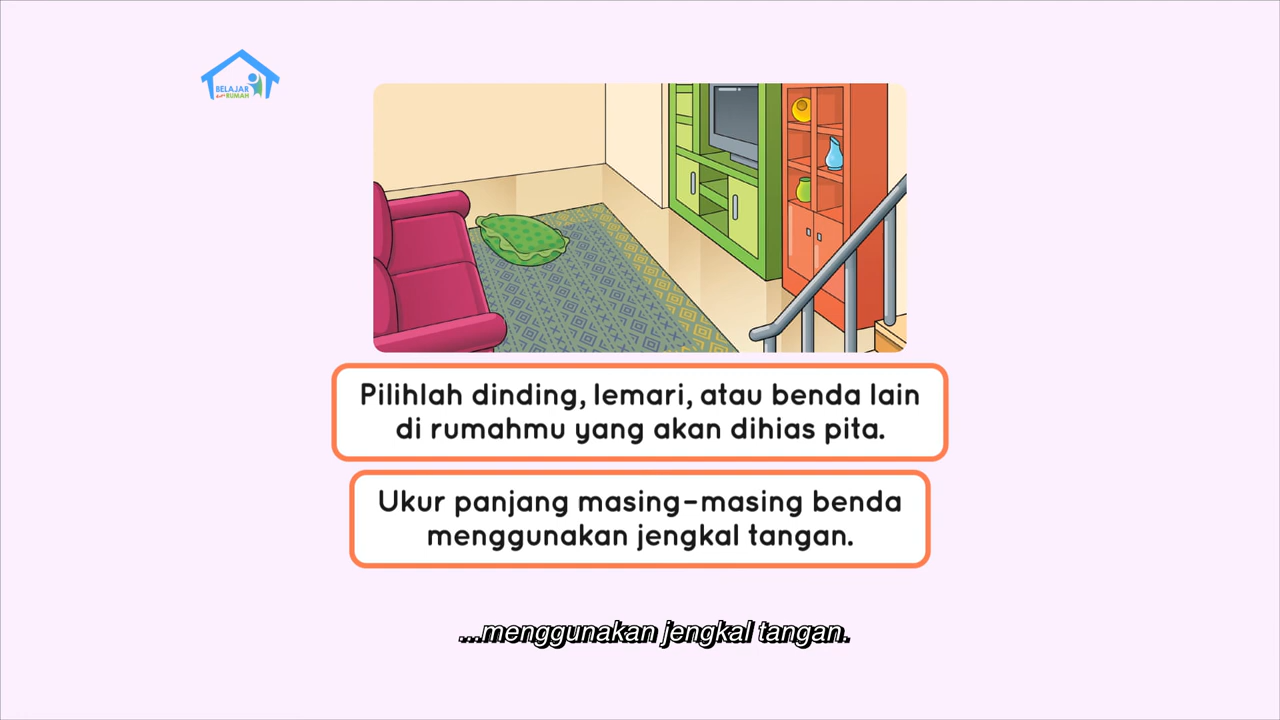 BELAJAR
dari RUMAH
Pilihlah dinding, lemari, atau benda lain
di rumahmu yang akan dihias pita.
Ukur panjang masing-masing benda
menggunakan jengkal tangan.
...menggunakan jengkal tangan.